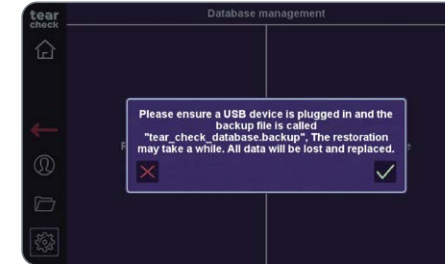 tear
check
Database management
Please ensure a USB device is plugged in and the
backup file is called
"tear_check_database.backup", The restoration
may take a while. All data will be lost and replaced.